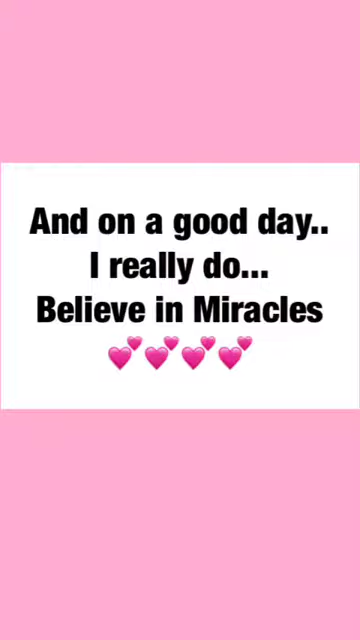 And on a good day..
I really do...
Believe in Miracles
💕💕💕💕